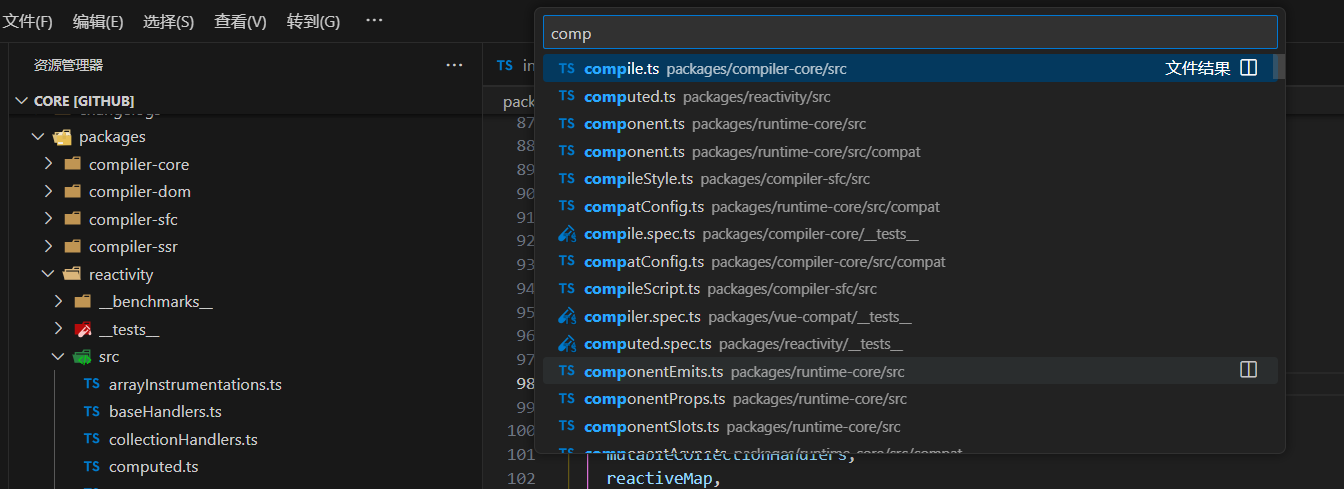 文件(F) 编辑(E) 选择(S) 查看(V) 转到(G) ···
资源管理器 ···
CORE [GITHUB]
changelogs
packages
compiler-core
compiler-dom
compiler-sfc
compiler-ssr
reactivity
__benchmarks__
__tests__
src
TS arrayInstrumentations.ts
TS baseHandlers.ts
TS collectionHandlers.ts
TS computed.ts
TS in
pack
87
88
89
90
91
92
93
94
95
96
97
98
99
100
101 mutableCollectionHandlers,
102 reactiveMap,
comp
TS compile.ts packages/compiler-core/src 文件结果
TS computed.ts packages/reactivity/src
TS component.ts packages/runtime-core/src
TS component.ts packages/runtime-core/src/compat
TS compileStyle.ts packages/compiler-sfc/src
TS compatConfig.ts packages/runtime-core/src/compat
compile.spec.ts packages/compiler-core/__tests__
TS compatConfig.ts packages/compiler-core/src/compat
TS compileScript.ts packages/compiler-sfc/src
compiler.spec.ts packages/vue-compat/__tests__
computed.spec.ts packages/reactivity/__tests__
TS componentEmits.ts packages/runtime-core/src
TS componentProps.ts packages/runtime-core/src
TS componentSlots.ts packages/runtime-core/src